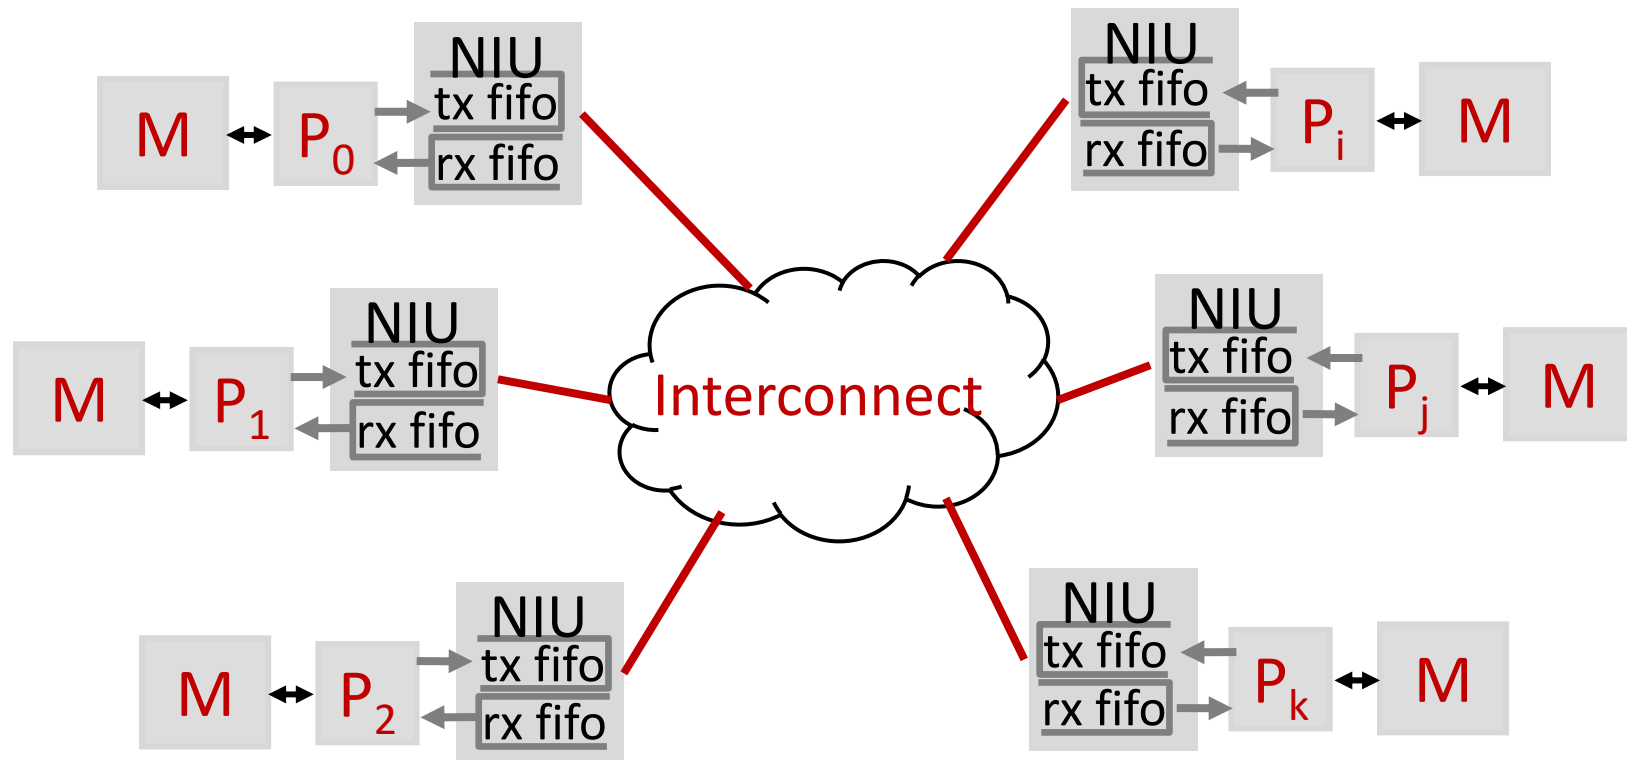 NIU
tx fifo
rx fifo
M
P0
NIU
tx fifo
rx fifo
Pi
M
NIU
tx fifo
rx fifo
M
P1
Interconnect
NIU
tx fifo
rx fifo
Pj
M
NIU
tx fifo
rx fifo
M
P2
NIU
tx fifo
rx fifo
Pk
M